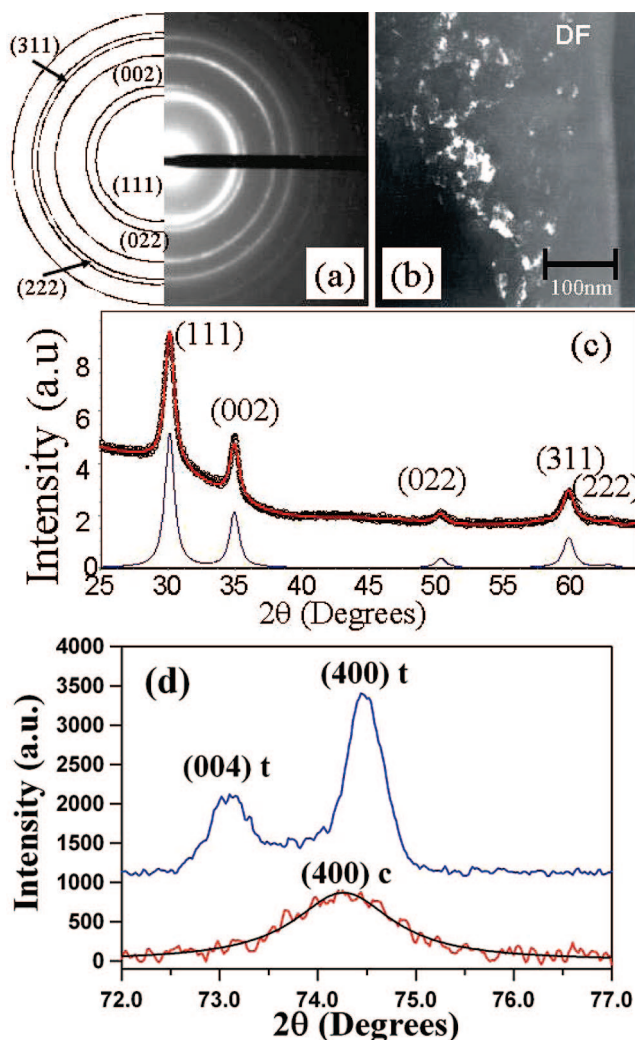 (311)
(002)
(111)
(022)
(222)
(a)
DF
(b)
100nm
(c)
Intensity (a.u)
8
6
4
2
0
(111)
(002)
(022)
(311)
(222)
25 30 35 40 45 50 55 60
2θ (Degrees)
(d)
Intensity (a.u.)
4000
3500
3000
2500
2000
1500
1000
500
0
(004) t
(400) t
(400) c
72.0 73.0 74.0 75.0 76.0 77.0
2θ (Degrees)